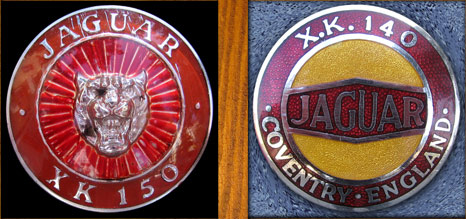 JAGUAR
XK 150
X.K. 140
JAGUAR
COVENTRY · ENGLAND